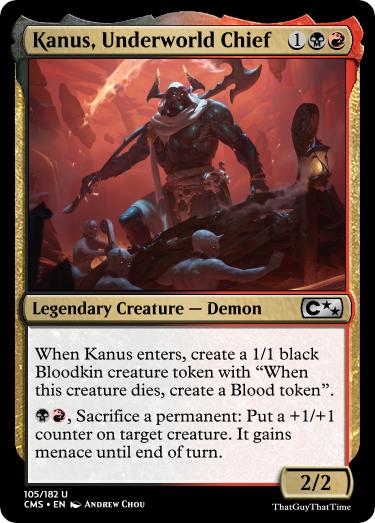 Kanus, Underworld Chief 1
Legendary Creature — Demon C
When Kanus enters, create a 1/1 black
Bloodkin creature token with “When
this creature dies, create a Blood token”.
, Sacrifice a permanent: Put a +1/+1
counter on target creature. It gains
menace until end of turn.
2/2
105/182 U
CMS • EN Andrew Chou
ThatGuyThatTime